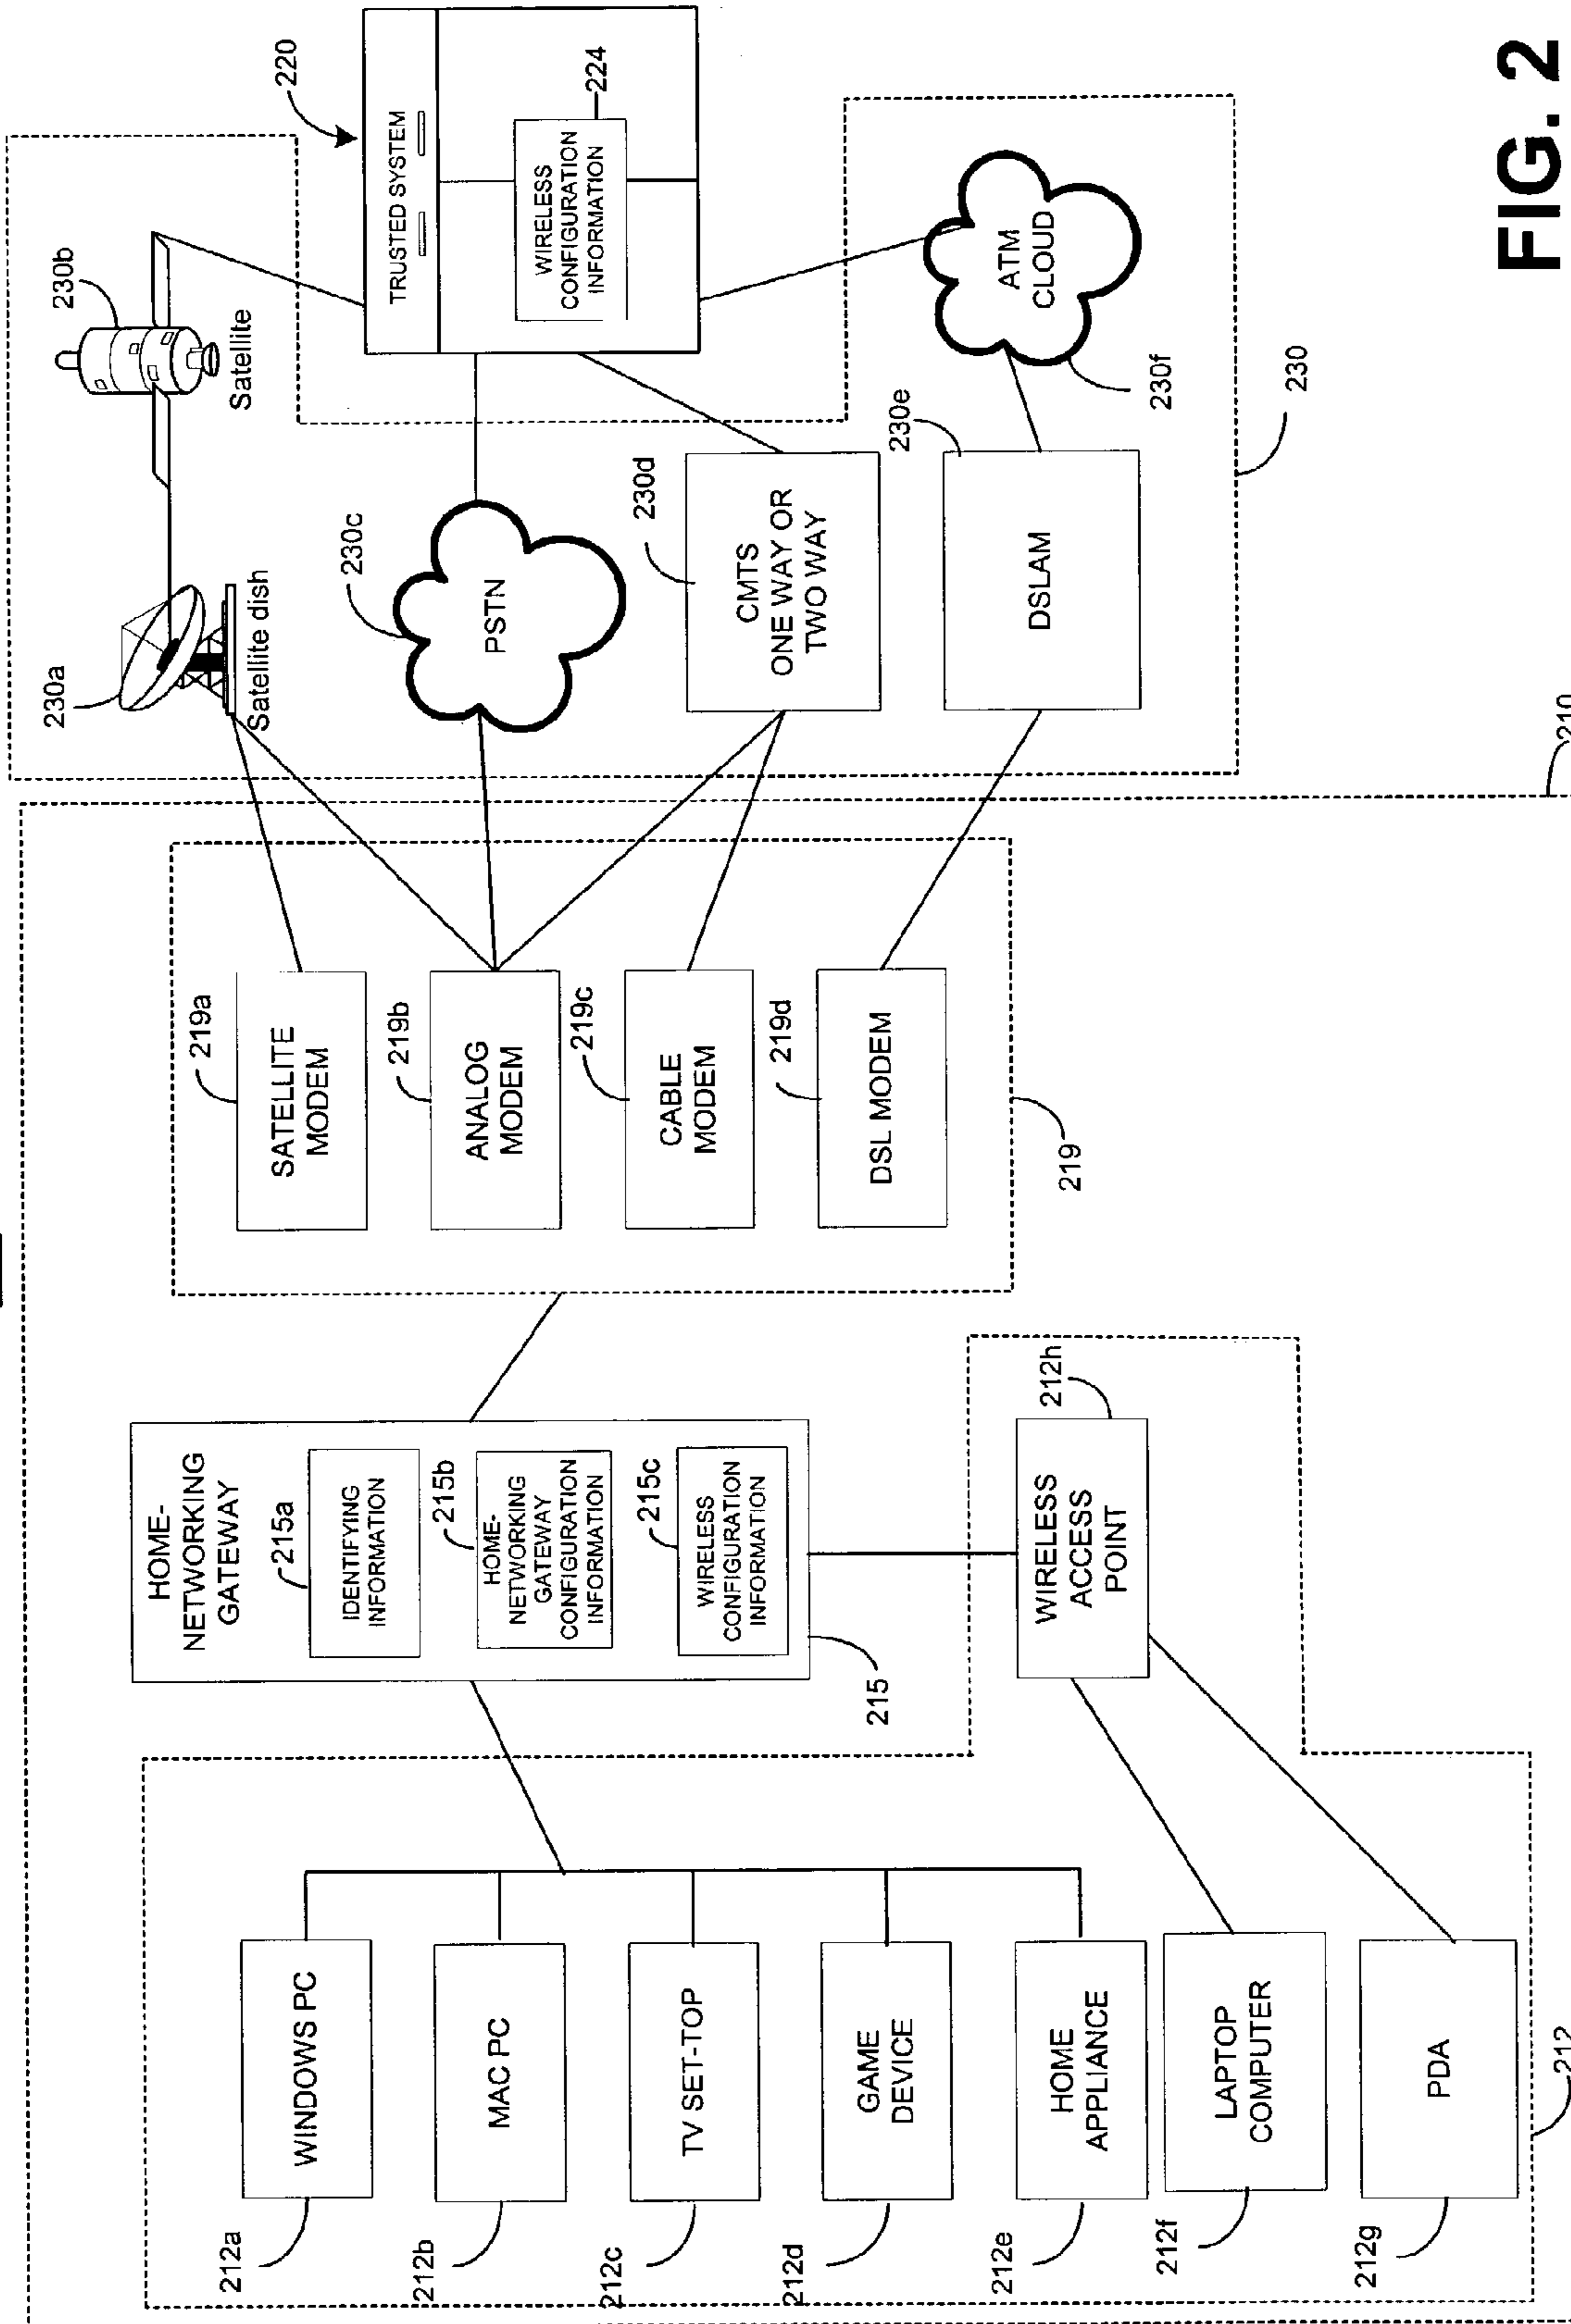 212a
WINDOWS PC
212b
MAC PC
212c
TV SET-TOP
212d
GAME
DEVICE
212e
HOME
APPLIANCE
212f
LAPTOP
COMPUTER
212g
PDA
212
HOME-
NETWORKING
GATEWAY
215a
IDENTIFYING
INFORMATION
215b
HOME-
NETWORKING
GATEWAY
CONFIGURATION
INFORMATION
215c
WIRELESS
CONFIGURATION
INFORMATION
215
WIRELESS
ACCESS
POINT
212h
219a
SATELLITE
MODEM
219b
ANALOG
MODEM
219c
CABLE
MODEM
219d
DSL MODEM
219
210
230a
Satellite dish
230b
Satellite
230c
PSTN
230d
CMTS
ONE WAY OR
TWO WAY
230e
DSLAM
230f
ATM
CLOUD
230
220
TRUSTED SYSTEM
224
WIRELESS
CONFIGURATION
INFORMATION
FIG. 2